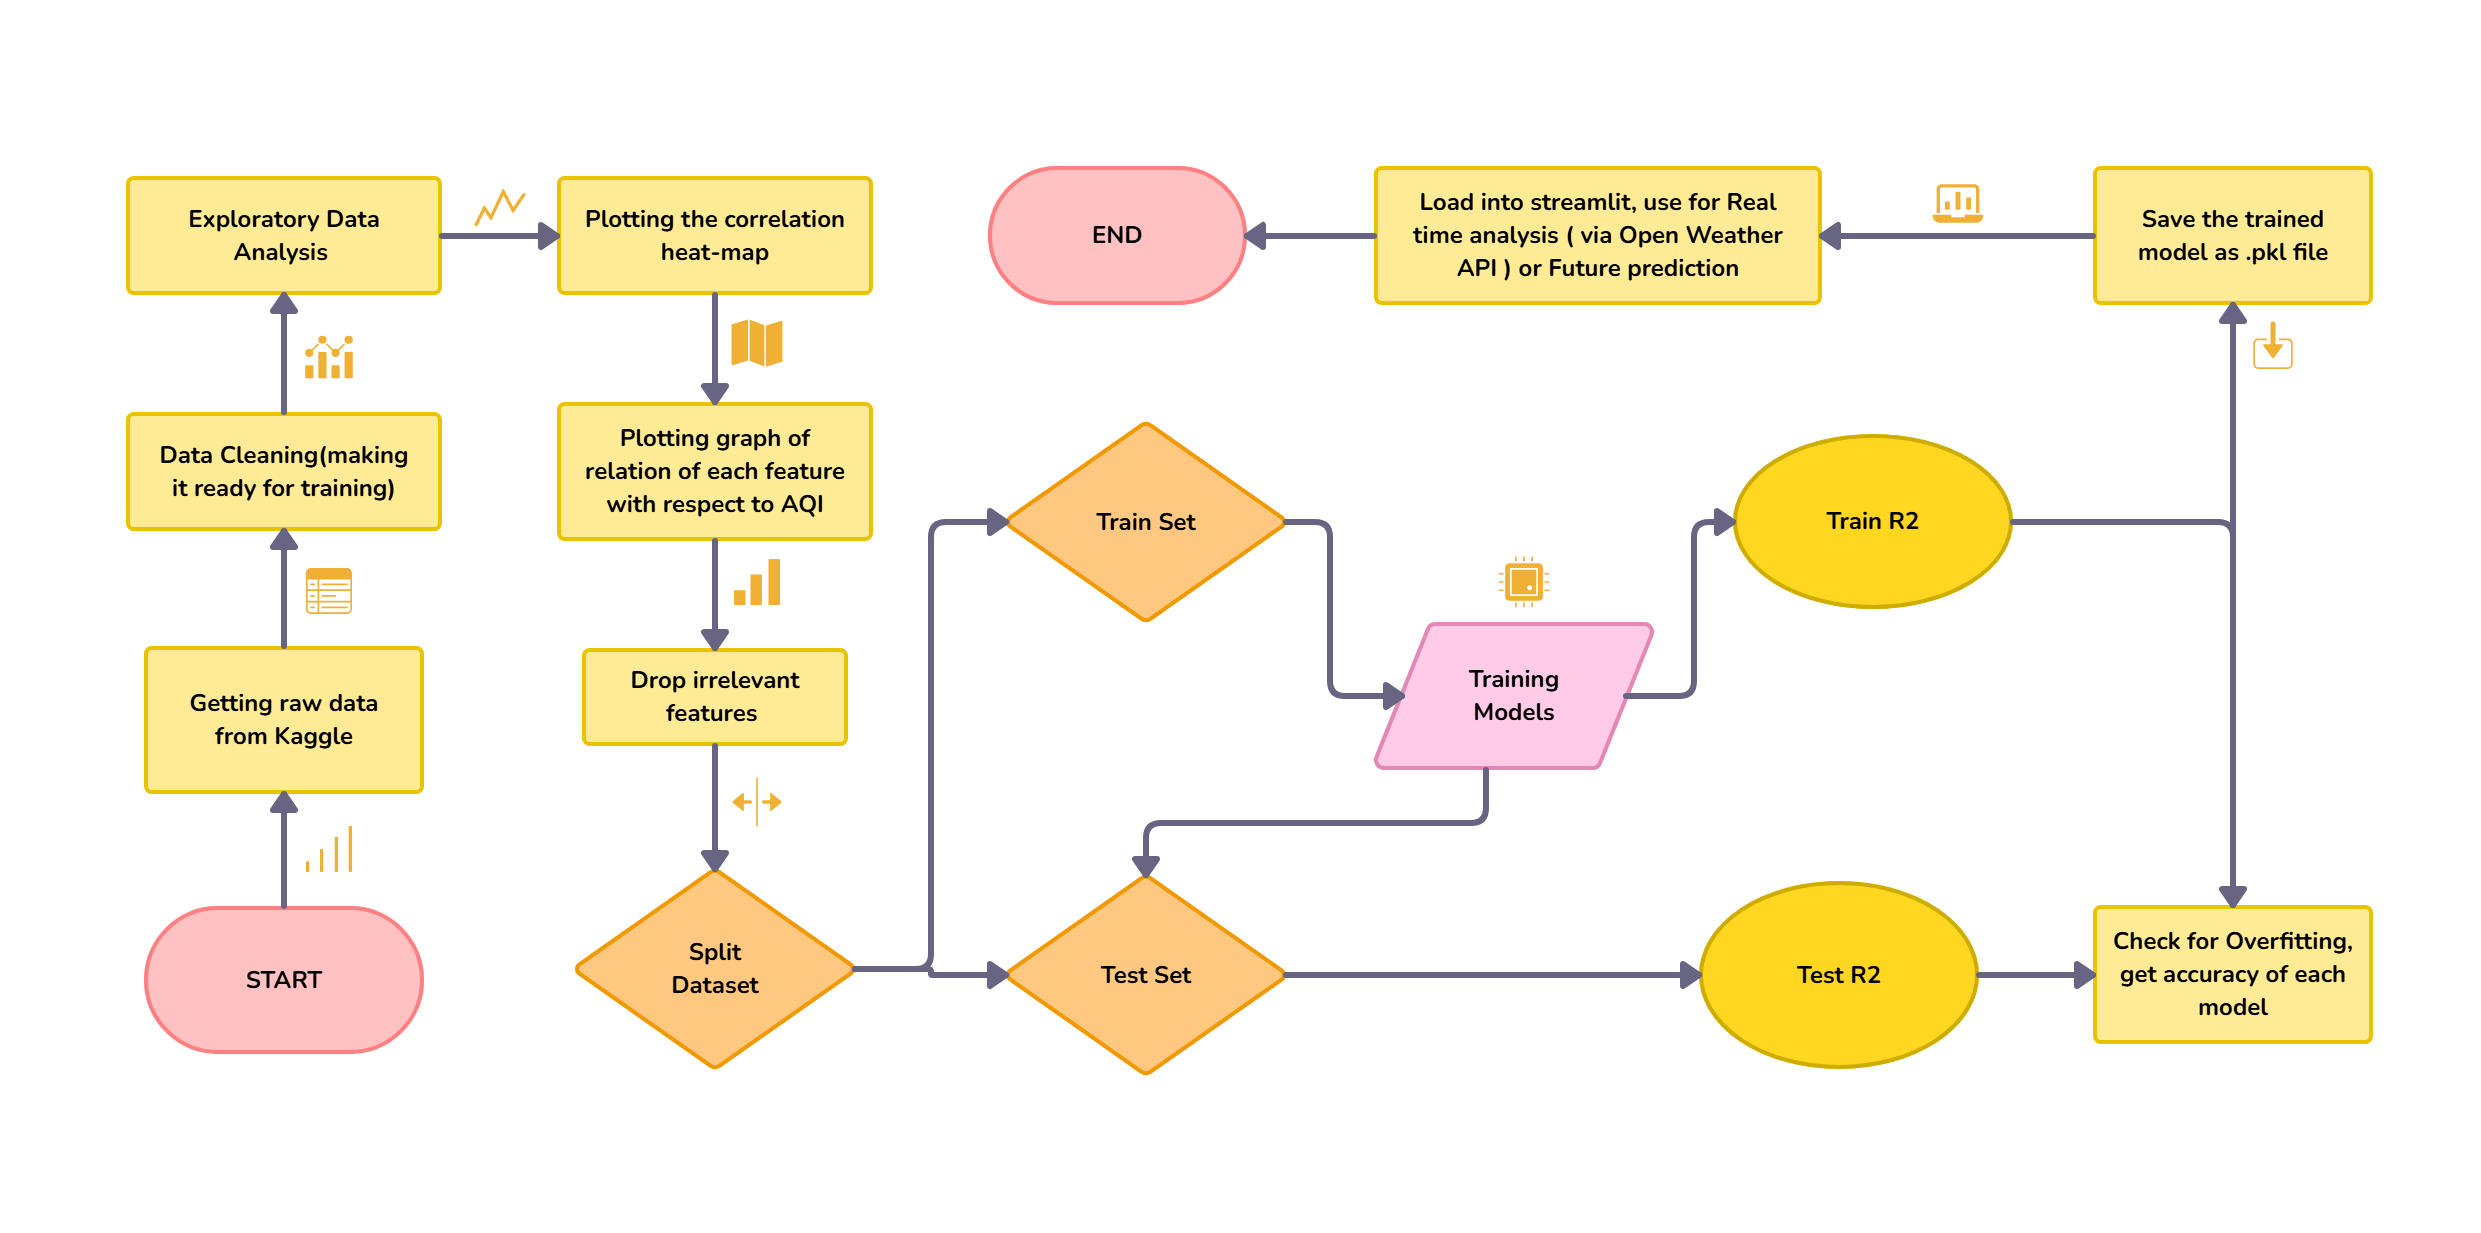 START
Getting raw data
from Kaggle
Data Cleaning(making
it ready for training)
Exploratory Data
Analysis
Plotting the correlation
heat-map
Plotting graph of
relation of each feature
with respect to AQI
Drop irrelevant
features
Split
Dataset
Train Set
Training
Models
Test Set
Train R2
Test R2
Check for Overfitting,
get accuracy of each
model
Save the trained
model as .pkl file
Load into streamlit, use for Real
time analysis ( via Open Weather
API ) or Future prediction
END